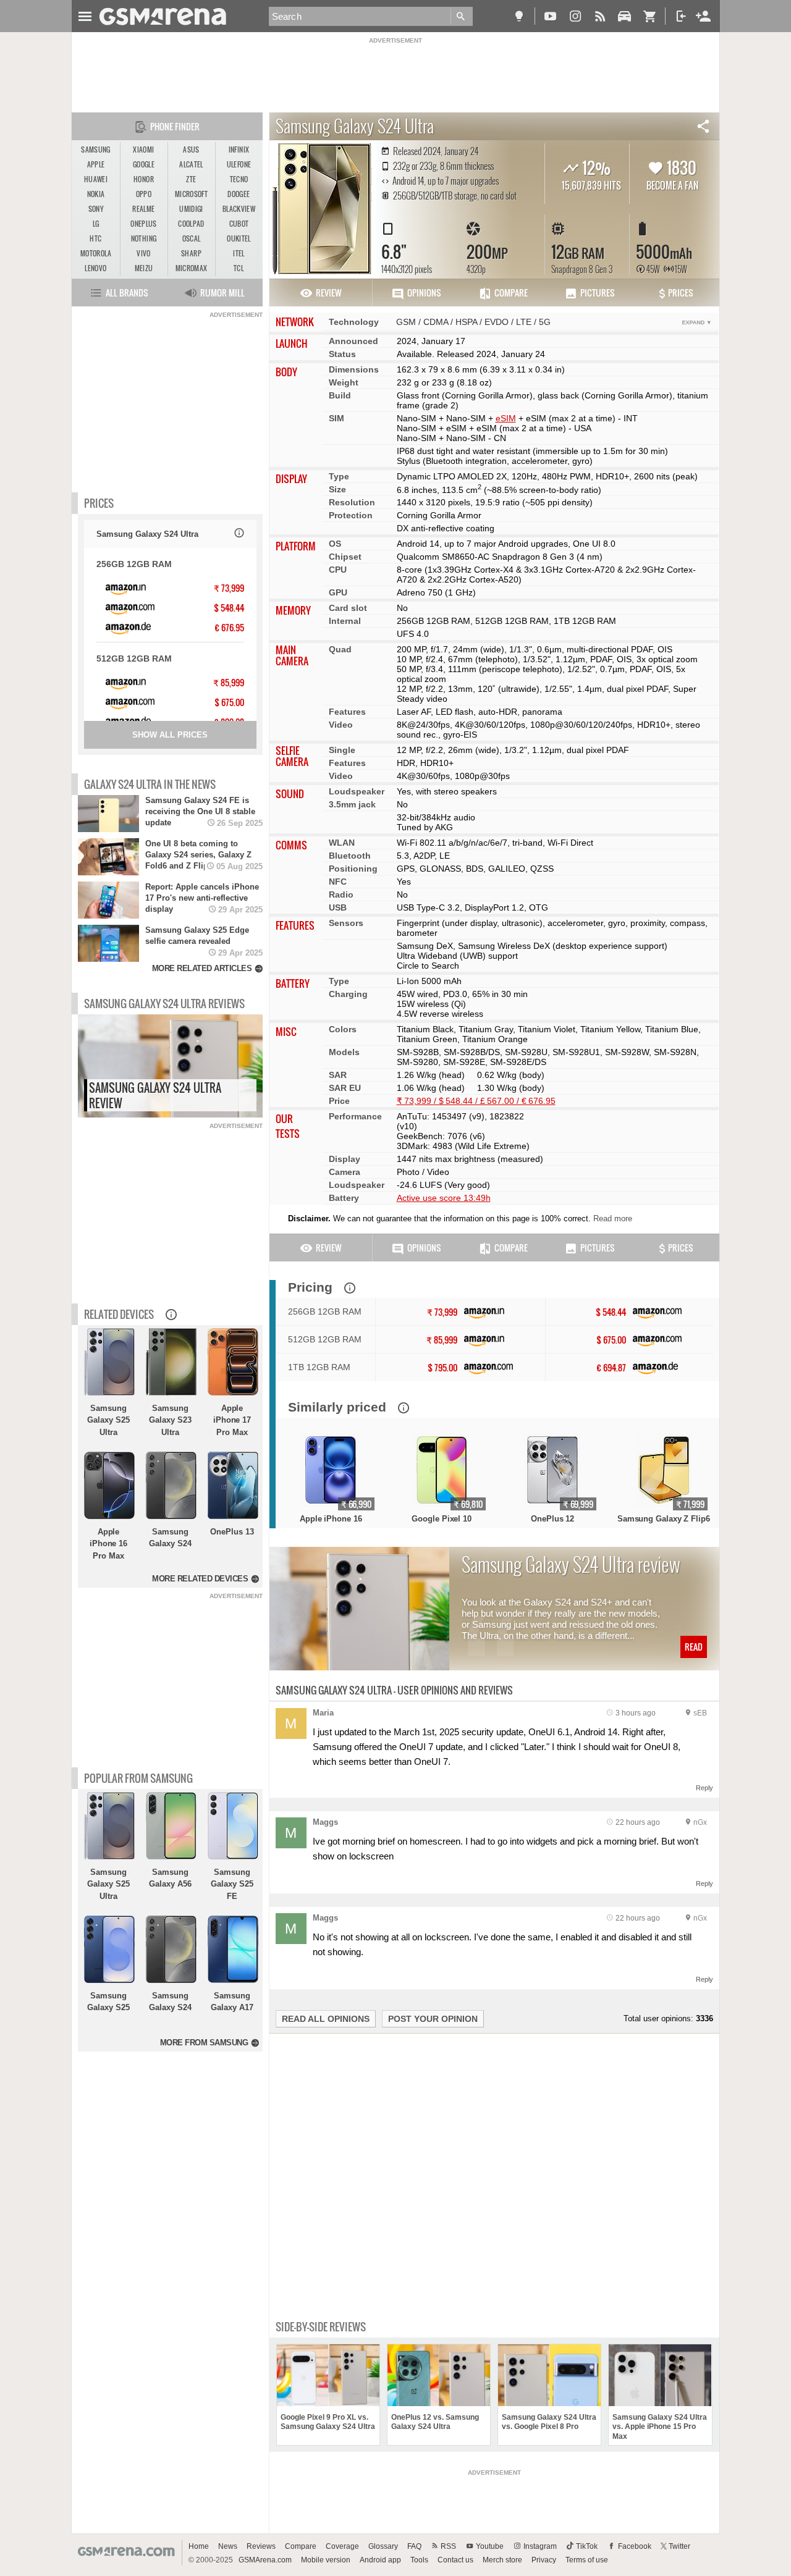 GSMArena
Search
ADVERTISEMENT
PHONE FINDER
SAMSUNG XIAOMI ASUS INFINIX
APPLE GOOGLE ALCATEL ULEFONE
HUAWEI HONOR ZTE TECNO
NOKIA OPPO MICROSOFT DOOGEE
SONY REALME UMIDIGI BLACKVIEW
LG ONEPLUS COOLPAD CUBOT
HTC NOTHING OSCAL OUKITEL
MOTOROLA VIVO SHARP ITEL
LENOVO MEIZU MICROMAX TCL
ALL BRANDS RUMOR MILL
ADVERTISEMENT
Samsung Galaxy S24 Ultra
Released 2024, January 24
232g or 233g, 8.6mm thickness
Android 14, up to 7 major upgrades
256GB/512GB/1TB storage, no card slot
12%
15,607,839 HITS
1830
BECOME A FAN
6.8"
1440x3120 pixels
200MP
4320p
12GB RAM
Snapdragon 8 Gen 3
5000mAh
45W 15W
REVIEW OPINIONS COMPARE PICTURES PRICES
NETWORK Technology GSM / CDMA / HSPA / EVDO / LTE / 5G EXPAND ▼
LAUNCH Announced 2024, January 17
Status Available. Released 2024, January 24
BODY Dimensions 162.3 x 79 x 8.6 mm (6.39 x 3.11 x 0.34 in)
Weight 232 g or 233 g (8.18 oz)
Build Glass front (Corning Gorilla Armor), glass back (Corning Gorilla Armor), titanium
frame (grade 2)
SIM Nano-SIM + Nano-SIM + eSIM + eSIM (max 2 at a time) - INT
Nano-SIM + eSIM + eSIM (max 2 at a time) - USA
Nano-SIM + Nano-SIM - CN
IP68 dust tight and water resistant (immersible up to 1.5m for 30 min)
Stylus (Bluetooth integration, accelerometer, gyro)
DISPLAY Type Dynamic LTPO AMOLED 2X, 120Hz, 480Hz PWM, HDR10+, 2600 nits (peak)
Size 6.8 inches, 113.5 cm2 (~88.5% screen-to-body ratio)
Resolution 1440 x 3120 pixels, 19.5:9 ratio (~505 ppi density)
Protection Corning Gorilla Armor
DX anti-reflective coating
PLATFORM OS Android 14, up to 7 major Android upgrades, One UI 8.0
Chipset Qualcomm SM8650-AC Snapdragon 8 Gen 3 (4 nm)
CPU 8-core (1x3.39GHz Cortex-X4 & 3x3.1GHz Cortex-A720 & 2x2.9GHz Cortex-
A720 & 2x2.2GHz Cortex-A520)
GPU Adreno 750 (1 GHz)
MEMORY Card slot No
Internal 256GB 12GB RAM, 512GB 12GB RAM, 1TB 12GB RAM
UFS 4.0
MAIN CAMERA Quad 200 MP, f/1.7, 24mm (wide), 1/1.3", 0.6µm, multi-directional PDAF, OIS
10 MP, f/2.4, 67mm (telephoto), 1/3.52", 1.12µm, PDAF, OIS, 3x optical zoom
50 MP, f/3.4, 111mm (periscope telephoto), 1/2.52", 0.7µm, PDAF, OIS, 5x
optical zoom
12 MP, f/2.2, 13mm, 120˚ (ultrawide), 1/2.55", 1.4µm, dual pixel PDAF, Super
Steady video
Features Laser AF, LED flash, auto-HDR, panorama
Video 8K@24/30fps, 4K@30/60/120fps, 1080p@30/60/120/240fps, HDR10+, stereo
sound rec., gyro-EIS
SELFIE CAMERA Single 12 MP, f/2.2, 26mm (wide), 1/3.2", 1.12µm, dual pixel PDAF
Features HDR, HDR10+
Video 4K@30/60fps, 1080p@30fps
SOUND Loudspeaker Yes, with stereo speakers
3.5mm jack No
32-bit/384kHz audio
Tuned by AKG
COMMS WLAN Wi-Fi 802.11 a/b/g/n/ac/6e/7, tri-band, Wi-Fi Direct
Bluetooth 5.3, A2DP, LE
Positioning GPS, GLONASS, BDS, GALILEO, QZSS
NFC Yes
Radio No
USB USB Type-C 3.2, DisplayPort 1.2, OTG
FEATURES Sensors Fingerprint (under display, ultrasonic), accelerometer, gyro, proximity, compass,
barometer
Samsung DeX, Samsung Wireless DeX (desktop experience support)
Ultra Wideband (UWB) support
Circle to Search
BATTERY Type Li-Ion 5000 mAh
Charging 45W wired, PD3.0, 65% in 30 min
15W wireless (Qi)
4.5W reverse wireless
MISC Colors Titanium Black, Titanium Gray, Titanium Violet, Titanium Yellow, Titanium Blue,
Titanium Green, Titanium Orange
Models SM-S928B, SM-S928B/DS, SM-S928U, SM-S928U1, SM-S928W, SM-S928N,
SM-S9280, SM-S928E, SM-S928E/DS
SAR 1.26 W/kg (head) 0.62 W/kg (body)
SAR EU 1.06 W/kg (head) 1.30 W/kg (body)
Price ₹ 73,999 / $ 548.44 / £ 567.00 / € 676.95
OUR TESTS Performance AnTuTu: 1453497 (v9), 1823822
(v10)
GeekBench: 7076 (v6)
3DMark: 4983 (Wild Life Extreme)
Display 1447 nits max brightness (measured)
Camera Photo / Video
Loudspeaker -24.6 LUFS (Very good)
Battery Active use score 13:49h
Disclaimer. We can not guarantee that the information on this page is 100% correct. Read more
REVIEW OPINIONS COMPARE PICTURES PRICES
PRICES
Samsung Galaxy S24 Ultra
256GB 12GB RAM
amazon.in ₹ 73,999
amazon.com $ 548.44
amazon.de € 676.95
512GB 12GB RAM
amazon.in ₹ 85,999
amazon.com $ 675.00
SHOW ALL PRICES
GALAXY S24 ULTRA IN THE NEWS
Samsung Galaxy S24 FE is
receiving the One UI 8 stable
update 26 Sep 2025
One UI 8 beta coming to
Galaxy S24 series, Galaxy Z
Fold6 and Z Fli 05 Aug 2025
Report: Apple cancels iPhone
17 Pro's new anti-reflective
display 29 Apr 2025
Samsung Galaxy S25 Edge
selfie camera revealed
29 Apr 2025
MORE RELATED ARTICLES
SAMSUNG GALAXY S24 ULTRA REVIEWS
SAMSUNG GALAXY S24 ULTRA
REVIEW
ADVERTISEMENT
RELATED DEVICES
Samsung Galaxy S25 Ultra
Samsung Galaxy S23 Ultra
Apple iPhone 17 Pro Max
Apple iPhone 16 Pro Max
Samsung Galaxy S24
OnePlus 13
MORE RELATED DEVICES
ADVERTISEMENT
POPULAR FROM SAMSUNG
Samsung Galaxy S25 Ultra
Samsung Galaxy A56
Samsung Galaxy S25 FE
Samsung Galaxy S25
Samsung Galaxy S24
Samsung Galaxy A17
MORE FROM SAMSUNG
Pricing
256GB 12GB RAM ₹ 73,999 amazon.in $ 548.44 amazon.com
512GB 12GB RAM ₹ 85,999 amazon.in $ 675.00 amazon.com
1TB 12GB RAM $ 795.00 amazon.com € 694.87 amazon.de
Similarly priced
₹ 66,990 ₹ 69,810 ₹ 69,999 ₹ 71,999
Apple iPhone 16 Google Pixel 10 OnePlus 12 Samsung Galaxy Z Flip6
Samsung Galaxy S24 Ultra review
You look at the Galaxy S24 and S24+ and can't
help but wonder if they really are the new models,
or Samsung just went and reissued the old ones.
The Ultra, on the other hand, is a different...
READ
SAMSUNG GALAXY S24 ULTRA - USER OPINIONS AND REVIEWS
M
Maria 3 hours ago sEB
I just updated to the March 1st, 2025 security update, OneUI 6.1, Android 14. Right after,
Samsung offered the OneUI 7 update, and I clicked "Later." I think I should wait for OneUI 8,
which seems better than OneUI 7.
Reply
M
Maggs 22 hours ago nGx
Ive got morning brief on homescreen. I had to go into widgets and pick a morning brief. But won't
show on lockscreen
Reply
M
Maggs 22 hours ago nGx
No it's not showing at all on lockscreen. I've done the same, I enabled it and disabled it and still
not showing.
Reply
READ ALL OPINIONS POST YOUR OPINION Total user opinions: 3336
SIDE-BY-SIDE REVIEWS
Google Pixel 9 Pro XL vs.
Samsung Galaxy S24 Ultra
OnePlus 12 vs. Samsung
Galaxy S24 Ultra
Samsung Galaxy S24 Ultra
vs. Google Pixel 8 Pro
Samsung Galaxy S24 Ultra
vs. Apple iPhone 15 Pro
Max
ADVERTISEMENT
GSMArena.com
Home News Reviews Compare Coverage Glossary FAQ RSS Youtube Instagram TikTok Facebook Twitter
© 2000-2025 GSMArena.com Mobile version Android app Tools Contact us Merch store Privacy Terms of use